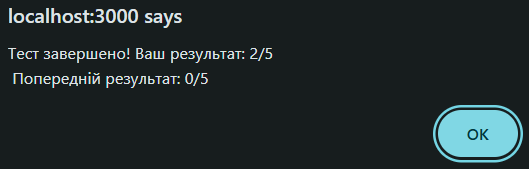 localhost:3000 says
Тест завершено! Ваш результат: 2/5
Попередній результат: 0/5
OK